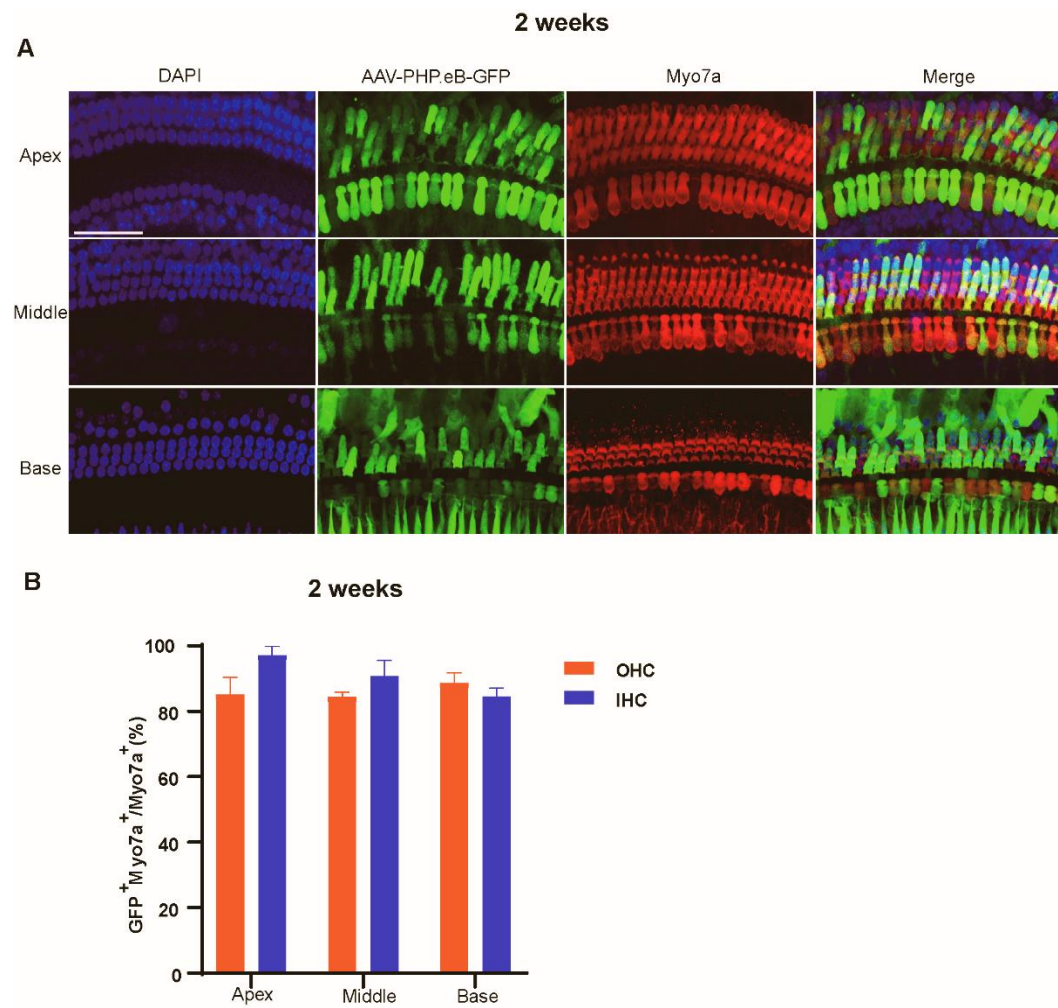 2 weeks
A
DAPI AAV-PHP.eB-GFP Myo7a Merge
Apex
Middle
Base
B
2 weeks
GFP⁺Myo7a⁺/Myo7a⁺(%)
100
80
60
40
20
0
Apex Middle Base
OHC
IHC